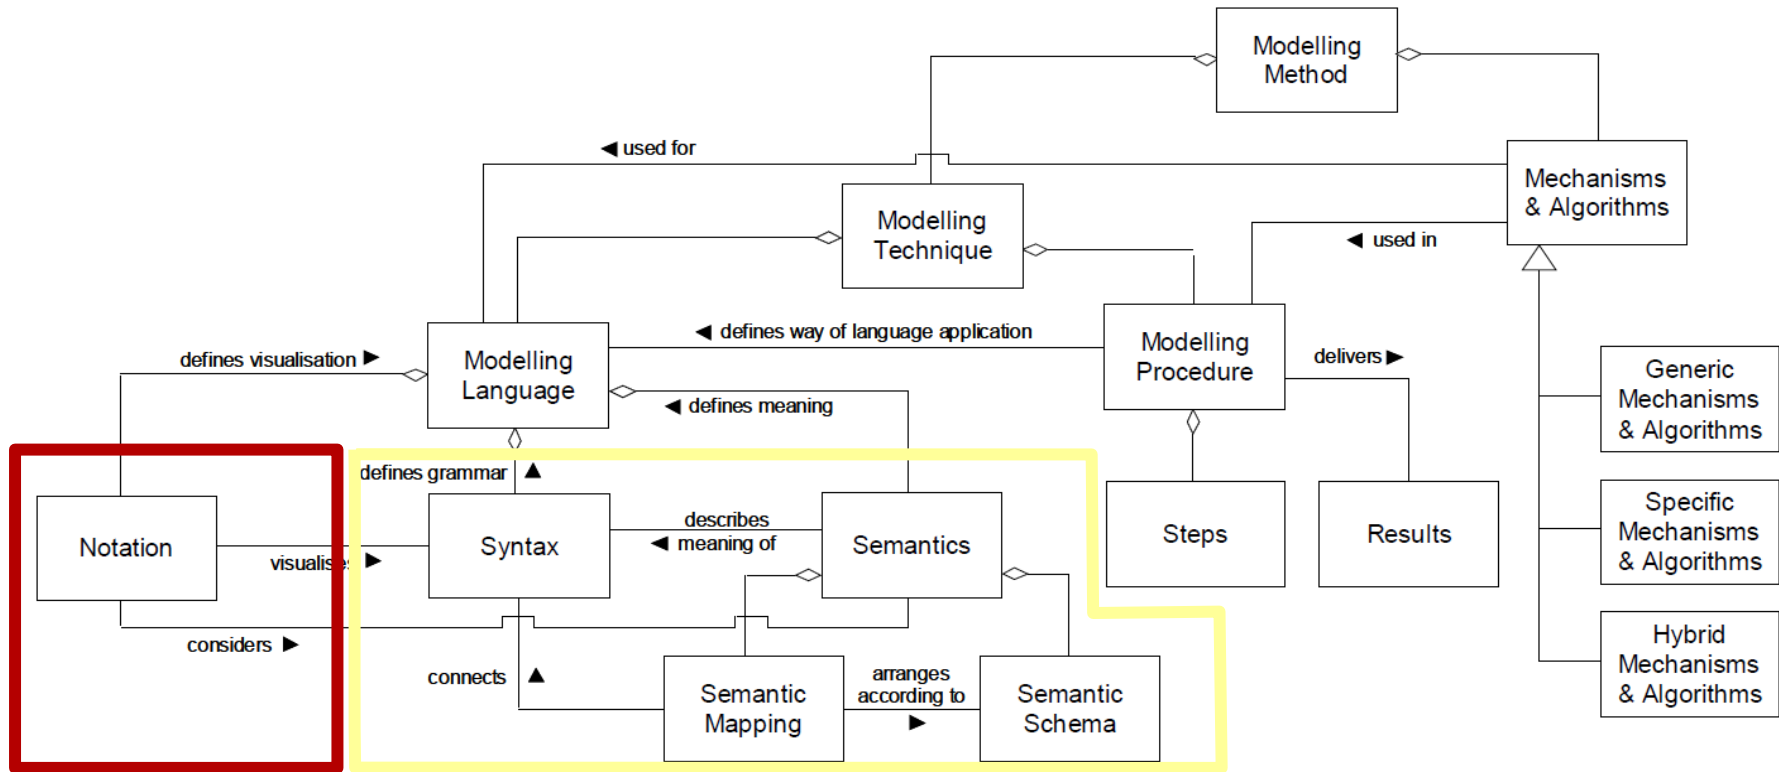 Modelling
Method
◄ used for
Mechanisms
& Algorithms
Modelling
Technique
◄ used in
defines visualisation ►
Modelling
Language
◄ defines way of language application
Modelling
Procedure
delivers ►
Generic
Mechanisms
& Algorithms
◄ defines meaning
defines grammar ▲
Notation
visualises ►
Syntax
describes
◄ meaning of
Semantics
Steps
Results
Specific
Mechanisms
& Algorithms
considers ►
connects ▲
Semantic
Mapping
arranges
according to
►
Semantic
Schema
Hybrid
Mechanisms
& Algorithms